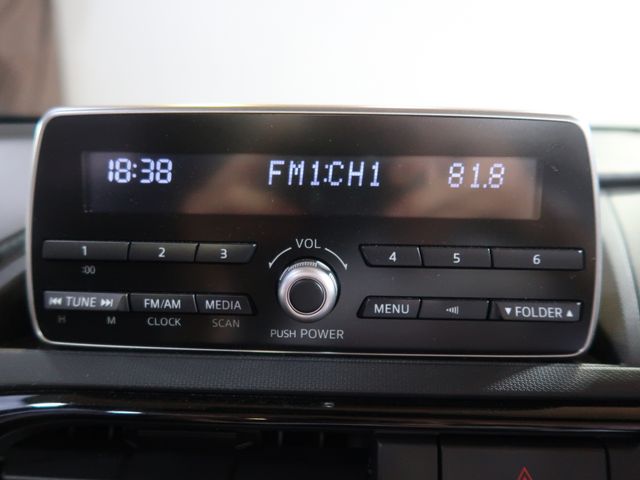 18:38 FM1:CH1 81.8
VOL
1 2 3 4 5 6
:00
⏮ TUNE ⏭ FM/AM MEDIA MENU ▼ FOLDER ▲
H M CLOCK SCAN PUSH POWER